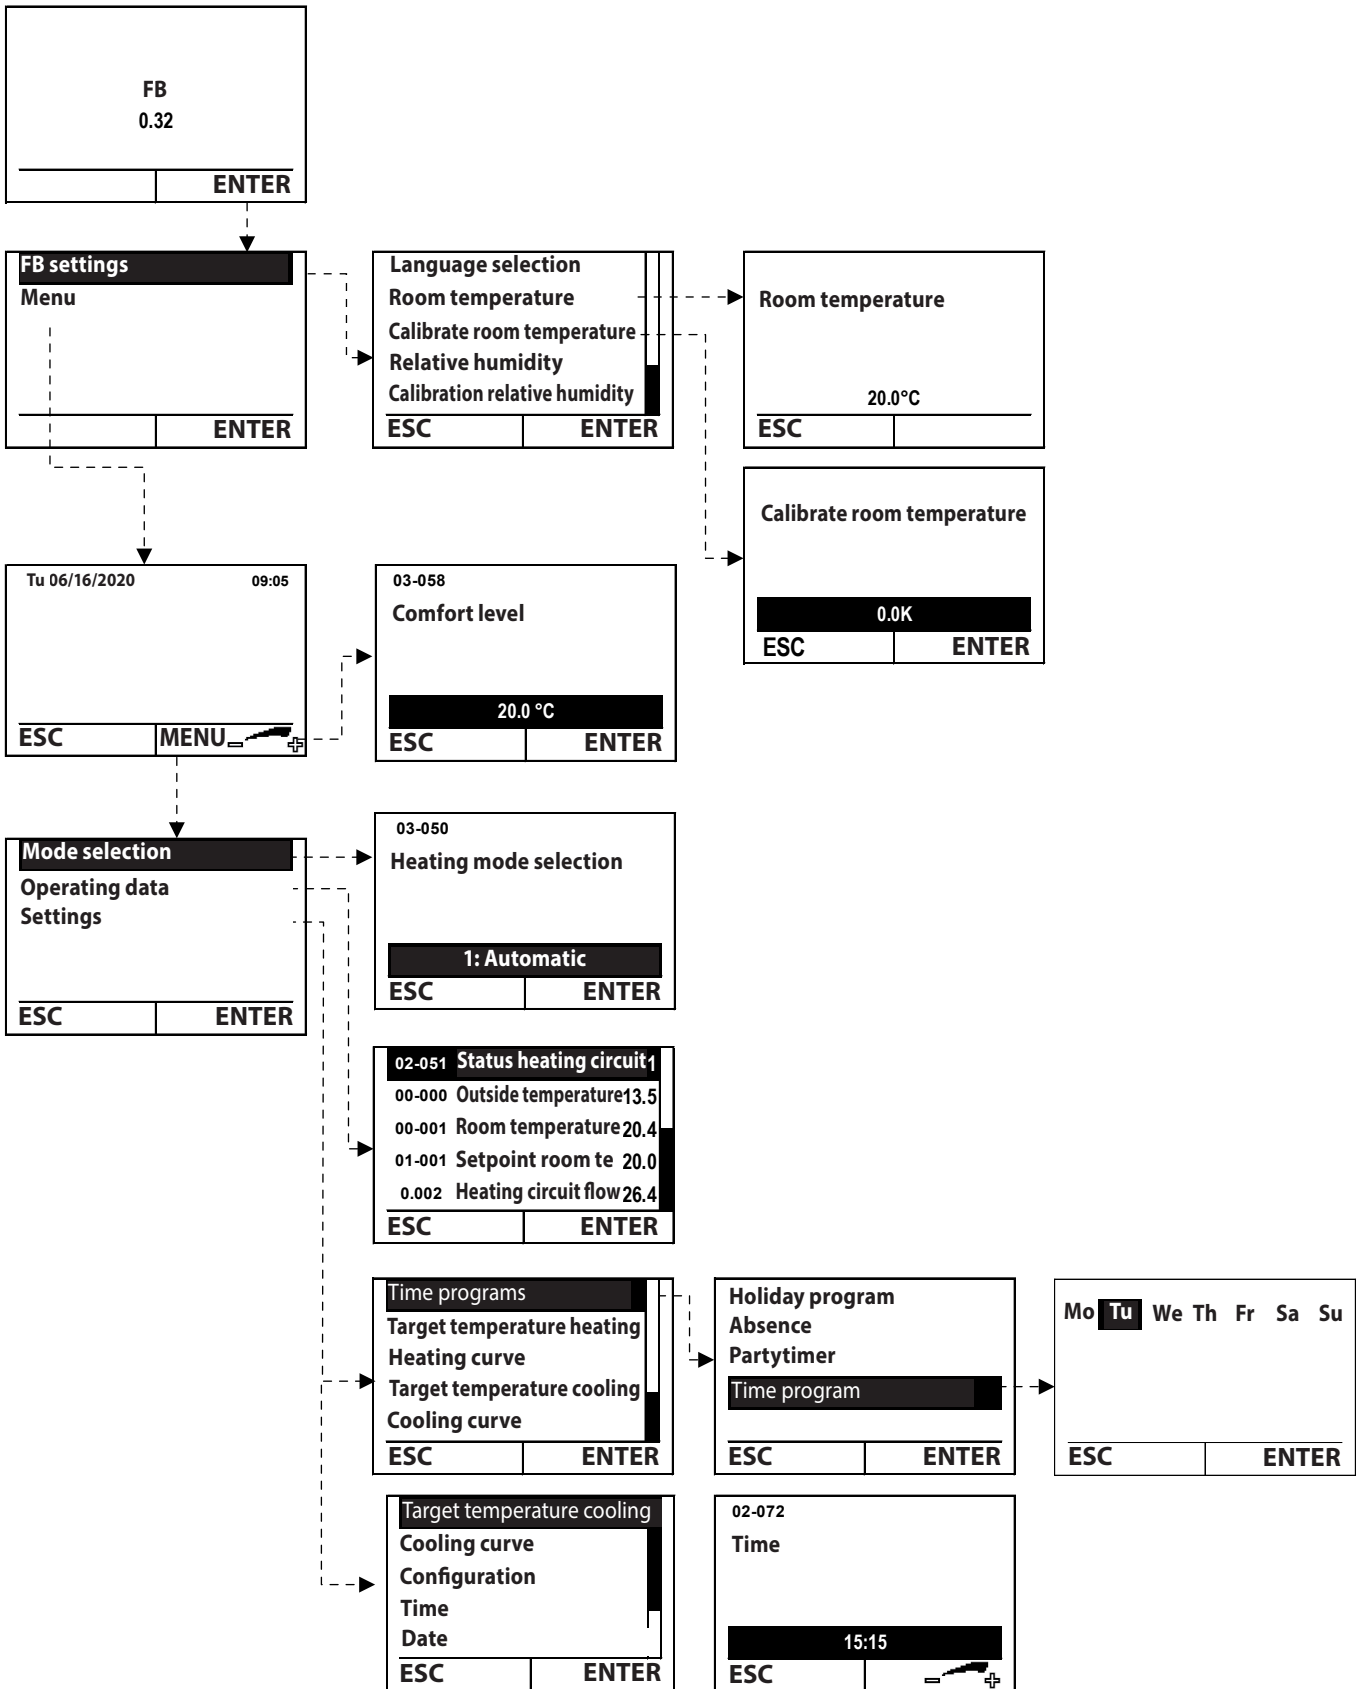 FB
0.32
ENTER
FB settings
Menu
ENTER
Language selection
Room temperature
Calibrate room temperature
Relative humidity
Calibration relative humidity
ESC ENTER
Room temperature
20.0°C
ESC
Calibrate room temperature
0.0K
ESC ENTER
Tu 06/16/2020 09:05
ESC MENU
03-058
Comfort level
20.0 °C
ESC ENTER
Mode selection
Operating data
Settings
ESC ENTER
03-050
Heating mode selection
1: Automatic
ESC ENTER
02-051 Status heating circuit 1
00-000 Outside temperature 13.5
00-001 Room temperature 20.4
01-001 Setpoint room te 20.0
0.002 Heating circuit flow 26.4
ESC ENTER
Time programs
Target temperature heating
Heating curve
Target temperature cooling
Cooling curve
ESC ENTER
Holiday program
Absence
Partytimer
Time program
ESC ENTER
Mo Tu We Th Fr Sa Su
ESC ENTER
Target temperature cooling
Cooling curve
Configuration
Time
Date
ESC ENTER
02-072
Time
15:15
ESC